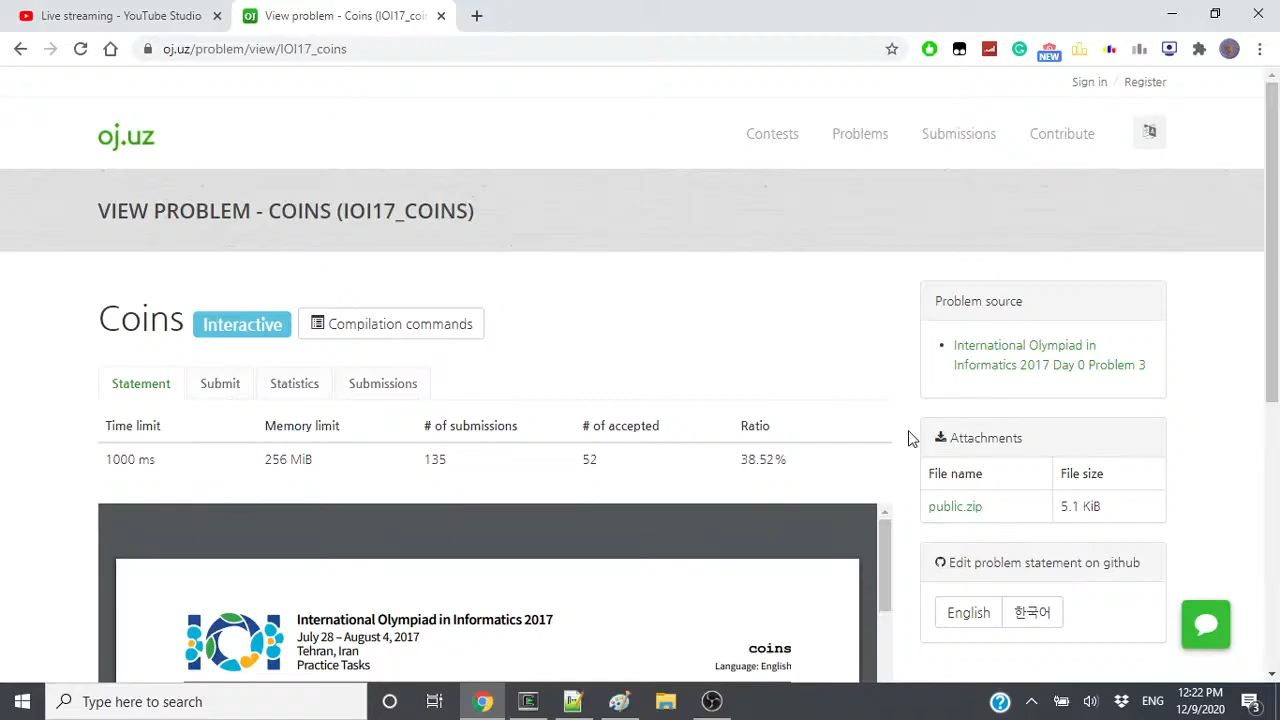 Live streaming - YouTube Studio
View problem - Coins (IOI17_coi
oj.uz/problem/view/IOI17_coins
NEW
Sign in / Register
oj.uz
Contests
Problems
Submissions
Contribute
VIEW PROBLEM - COINS (IOI17_COINS)
Coins
Interactive
Compilation commands
Statement
Submit
Statistics
Submissions
Time limit
Memory limit
# of submissions
# of accepted
Ratio
1000 ms
256 MiB
135
52
38.52%
Problem source
International Olympiad in
Informatics 2017 Day 0 Problem 3
Attachments
File name
File size
public.zip
5.1 KiB
Edit problem statement on github
English
한국어
IOI
International Olympiad in Informatics 2017
July 28 – August 4, 2017
Tehran, Iran
Practice Tasks
coins
Language: English
Type here to search
ENG
12:22 PM
12/9/2020
3